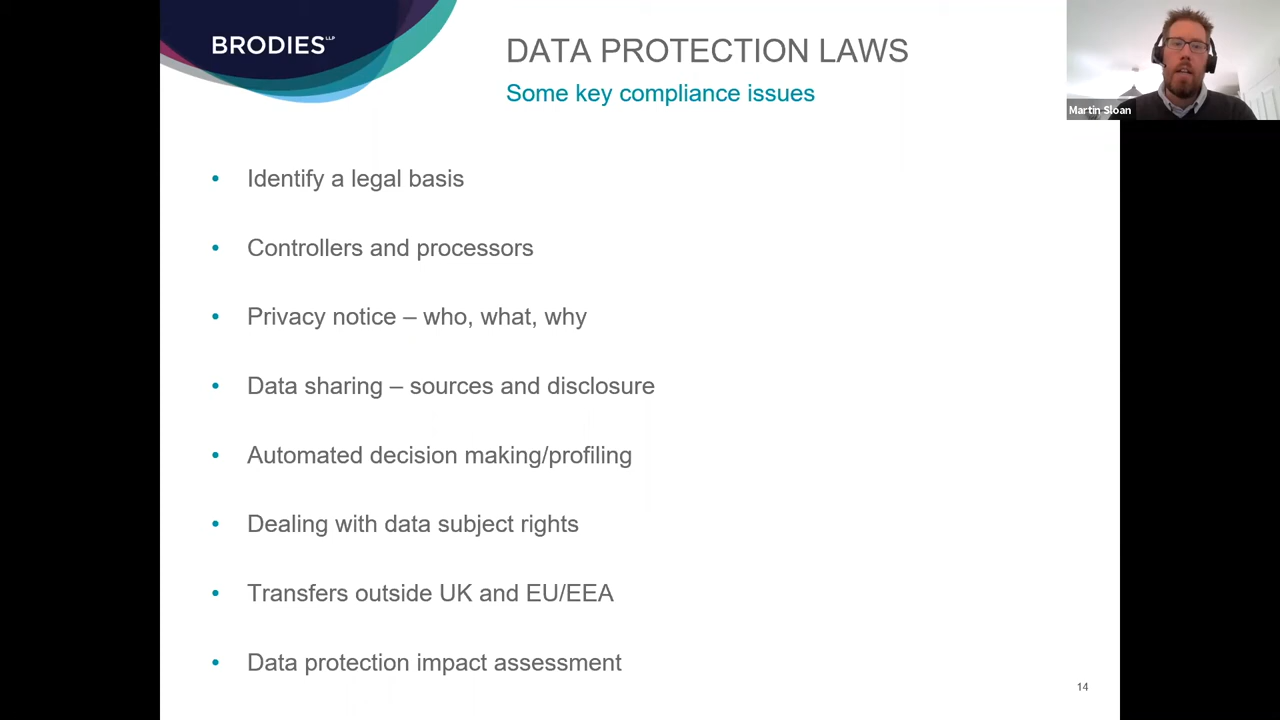 BRODIES LLP
DATA PROTECTION LAWS
Some key compliance issues
Martin Sloan
• Identify a legal basis
• Controllers and processors
• Privacy notice – who, what, why
• Data sharing – sources and disclosure
• Automated decision making/profiling
• Dealing with data subject rights
• Transfers outside UK and EU/EEA
• Data protection impact assessment
14